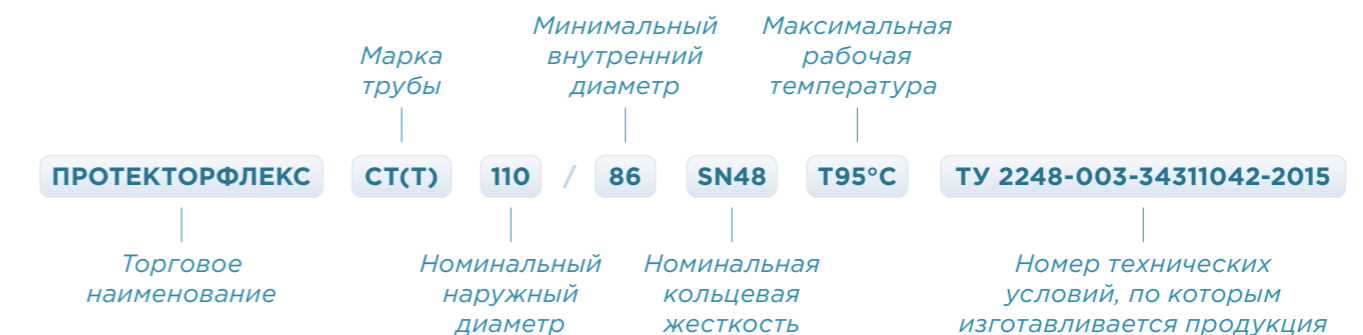 Марка
трубы
Минимальный
внутренний
диаметр
Максимальная
рабочая
температура
ПРОТЕКТОРФЛЕКС СТ(Т) 110 / 86 SN48 T95°C ТУ 2248-003-34311042-2015
Торговое
наименование
Номинальный
наружный
диаметр
Номинальная
кольцевая
жесткость
Номер технических
условий, по которым
изготавливается продукция